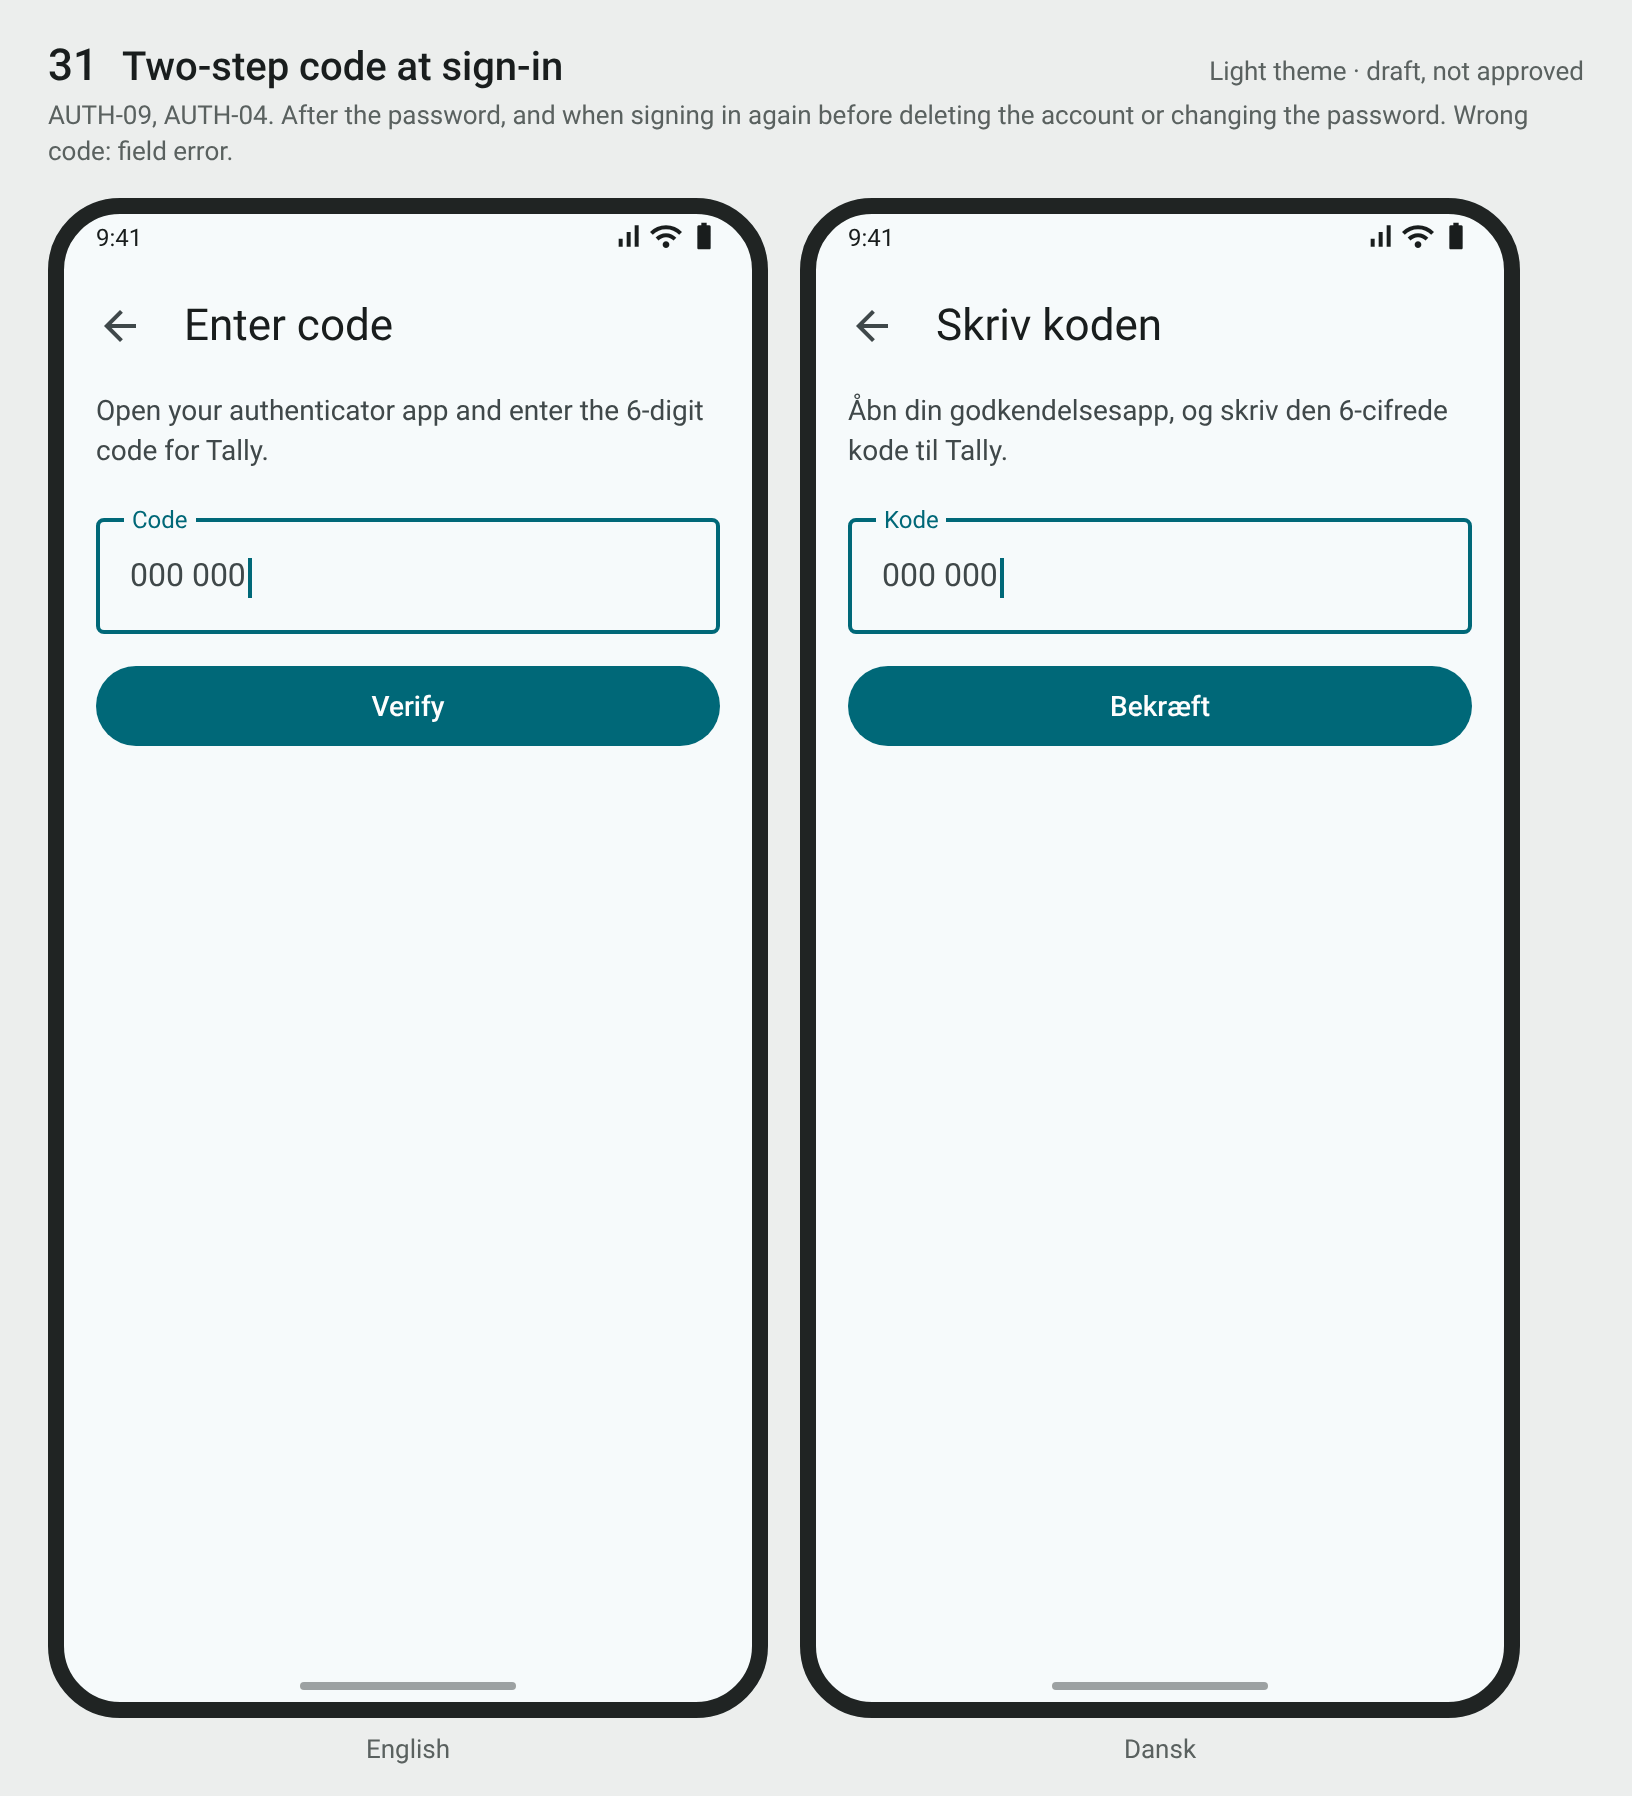 31 Two-step code at sign-in
Light theme · draft, not approved
AUTH-09, AUTH-04. After the password, and when signing in again before deleting the account or changing the password. Wrong
code: field error.
9:41
Enter code
Open your authenticator app and enter the 6-digit
code for Tally.
Code
000 000
Verify
English
9:41
Skriv koden
Åbn din godkendelsesapp, og skriv den 6-cifrede
kode til Tally.
Kode
000 000
Bekræft
Dansk